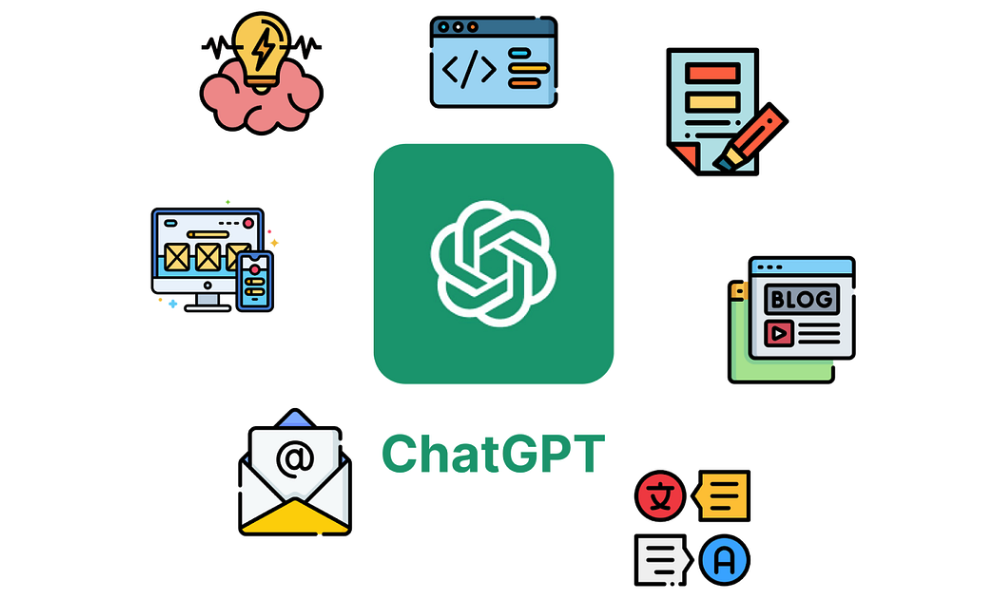 </>
BLOG
@
ChatGPT
文
A